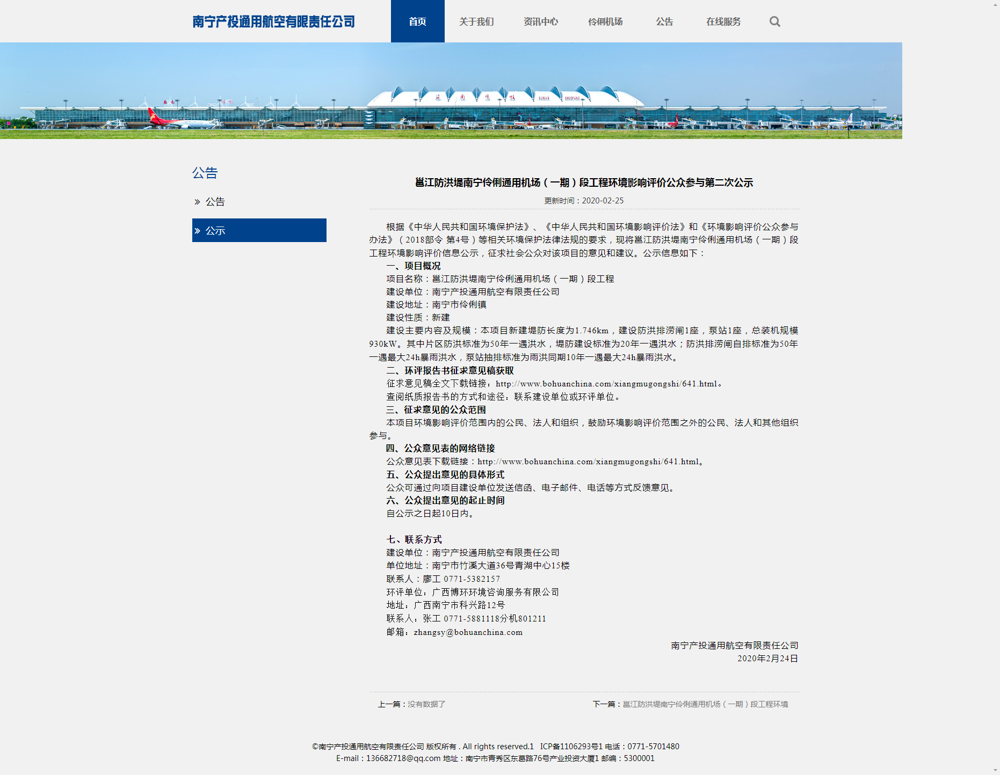 南宁产投通用航空有限责任公司
首页
关于我们
资讯中心
伶俐机场
公告
在线服务
SUNAN SHUOFANG
公告
公告
公示
邕江防洪堤南宁伶俐通用机场（一期）段工程环境影响评价公众参与第二次公示
更新时间：2020-02-25
根据《中华人民共和国环境保护法》、《中华人民共和国环境影响评价法》和《环境影响评价公众参与
办法》（2018部令 第4号）等相关环境保护法律法规的要求，现将邕江防洪堤南宁伶俐通用机场（一期）段
工程环境影响评价信息公示，征求社会公众对该项目的意见和建议。公示信息如下：
一、项目概况
项目名称：邕江防洪堤南宁伶俐通用机场（一期）段工程
建设单位：南宁产投通用航空有限责任公司
建设地址：南宁市伶俐镇
建设性质：新建
建设主要内容及规模：本项目新建堤防长度为1.746km，建设防洪排涝闸1座，泵站1座，总装机规模
930kW。其中片区防洪标准为50年一遇洪水，堤防建设标准为20年一遇洪水；防洪排涝闸自排标准为50年
一遇最大24h暴雨洪水，泵站抽排标准为雨洪同期10年一遇最大24h暴雨洪水。
二、环评报告书征求意见稿获取
征求意见稿全文下载链接：http://www.bohuanchina.com/xiangmugongshi/641.html。
查阅纸质报告书的方式和途径：联系建设单位或环评单位。
三、征求意见的公众范围
本项目环境影响评价范围内的公民、法人和组织，鼓励环境影响评价范围之外的公民、法人和其他组织
参与。
四、公众意见表的网络链接
公众意见表下载链接：http://www.bohuanchina.com/xiangmugongshi/641.html。
五、公众提出意见的具体形式
公众可通过向项目建设单位发送信函、电子邮件、电话等方式反馈意见。
六、公众提出意见的起止时间
自公示之日起10日内。
七、联系方式
建设单位：南宁产投通用航空有限责任公司
单位地址：南宁市竹溪大道36号青湖中心15楼
联系人：廖工 0771-5382157
环评单位：广西博环环境咨询服务有限公司
地址：广西南宁市科兴路12号
联系人：张工 0771-5881118分机801211
邮箱：zhangsy@bohuanchina.com
南宁产投通用航空有限责任公司
2020年2月24日
上一篇：没有数据了
下一篇：邕江防洪堤南宁伶俐通用机场（一期）段工程环境
©南宁产投通用航空有限责任公司 版权所有 . All rights reserved.1 ICP备1106293号1 电话：0771-5701480
E-mail：136682718@qq.com 地址：南宁市青秀区东葛路76号产业投资大厦1 邮编：5300001